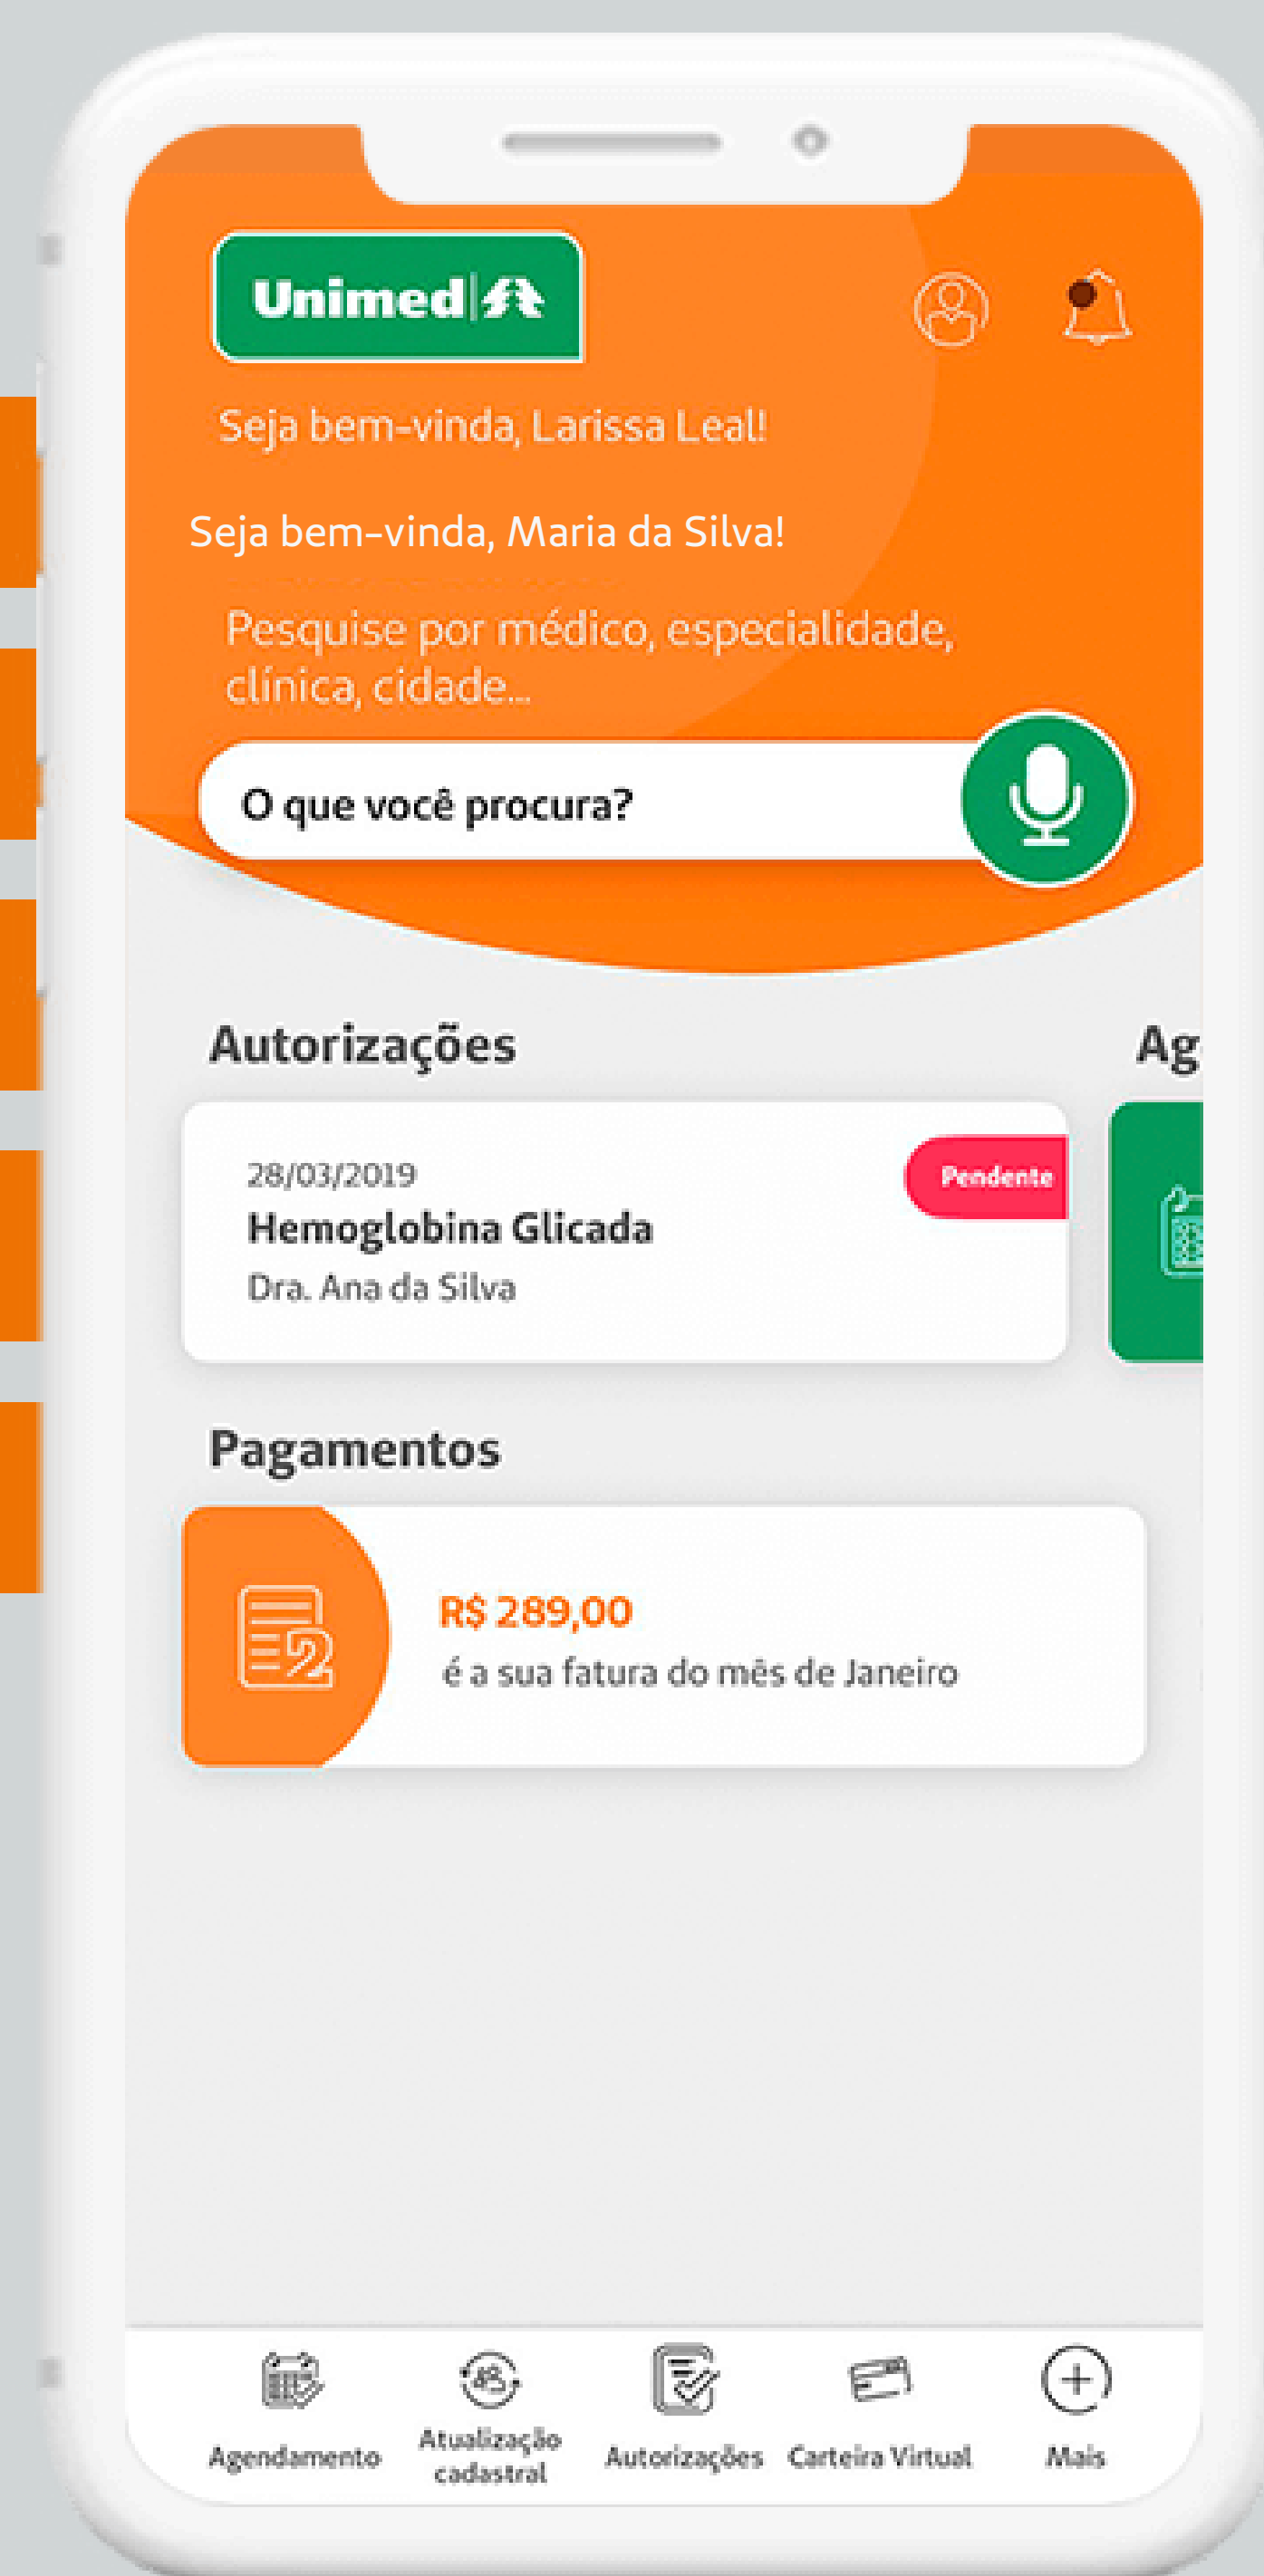 Unimed
Seja bem-vinda, Larissa Leal!
Seja bem-vinda, Maria da Silva!
Pesquise por médico, especialidade,
clínica, cidade...
O que você procura?
Autorizações
Ag
28/03/2019
Pendente
Hemoglobina Glicada
Dra. Ana da Silva
Pagamentos
2
R$ 289,00
é a sua fatura do mês de Janeiro
Agendamento
Atualização
cadastral
Autorizações
Carteira Virtual
Mais